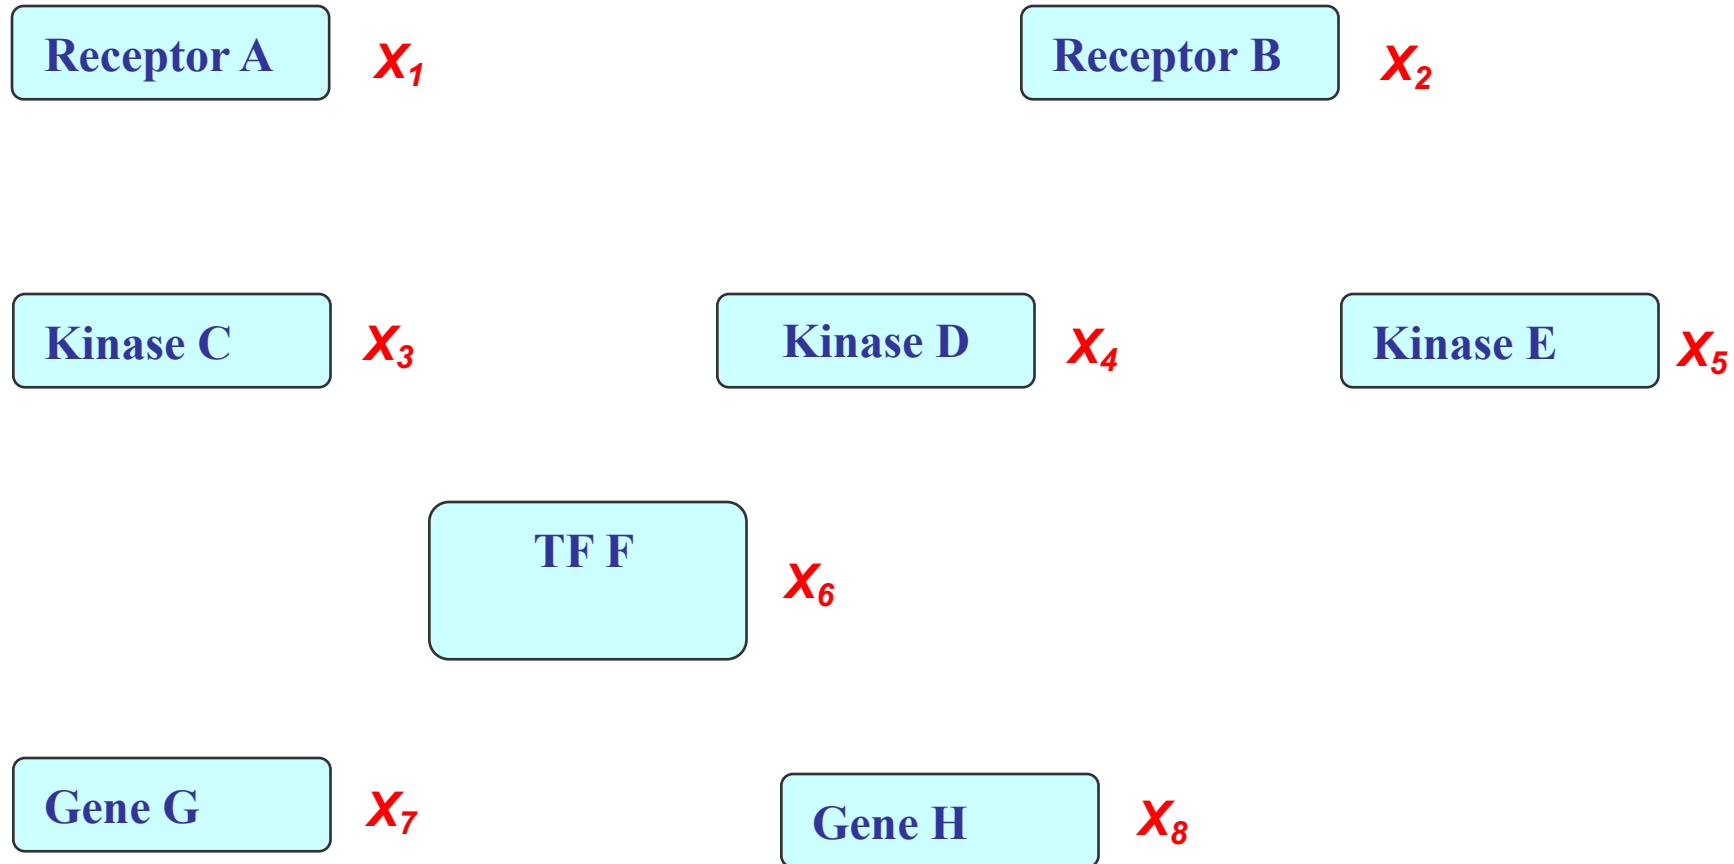 Receptor A X1
Receptor B X2
Kinase C X3
Kinase D X4
Kinase E X5
TF F X6
Gene G X7
Gene H X8